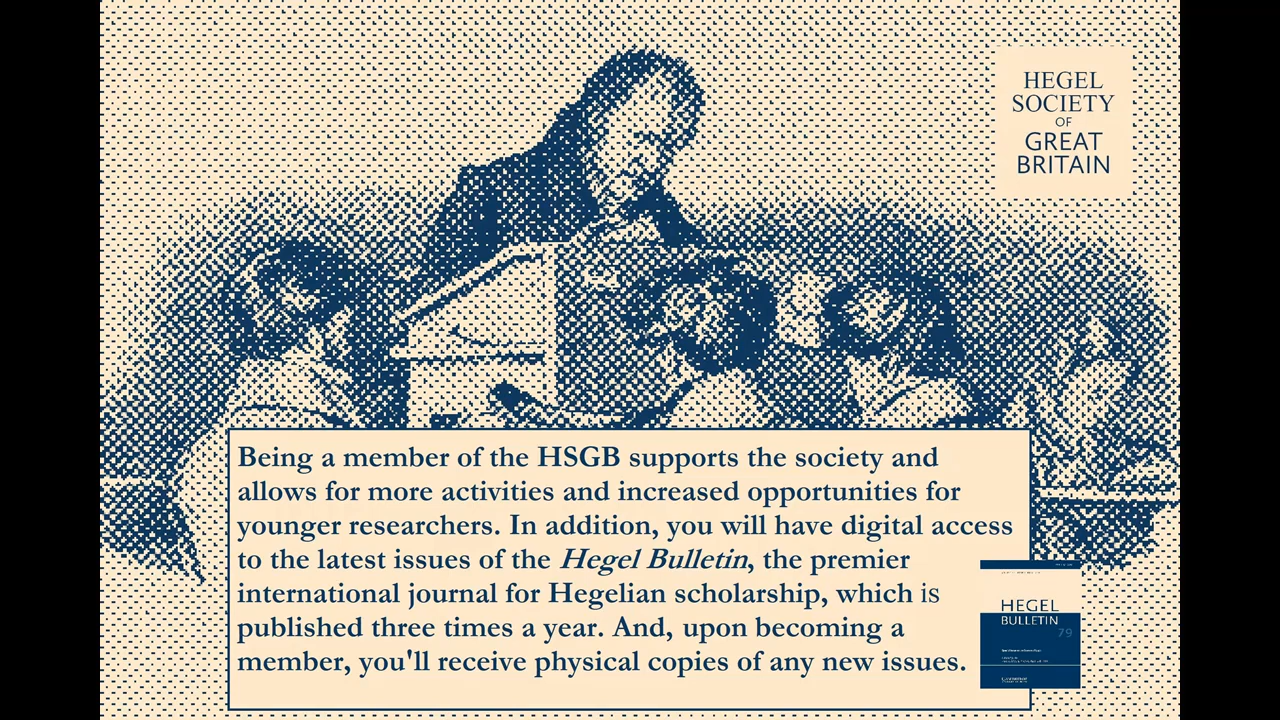 HEGEL
SOCIETY
OF
GREAT
BRITAIN
Being a member of the HSGB supports the society and
allows for more activities and increased opportunities for
younger researchers. In addition, you will have digital access
to the latest issues of the Hegel Bulletin, the premier
international journal for Hegelian scholarship, which is
published three times a year. And, upon becoming a
member, you'll receive physical copies of any new issues.
HEGEL
BULLETIN
79